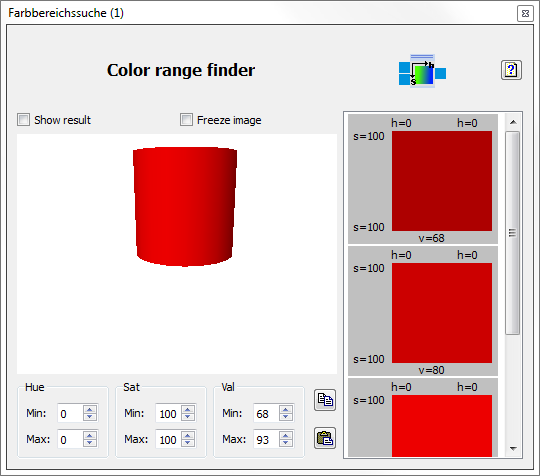 Farbbereichssuche (1)
Color range finder
h
s
?
Show result
Freeze image
h=0 h=0
s=100
s=100
v=68
h=0 h=0
s=100
s=100
v=80
h=0 h=0
s=100
Hue
Min: 0
Max: 0
Sat
Min: 100
Max: 100
Val
Min: 68
Max: 93